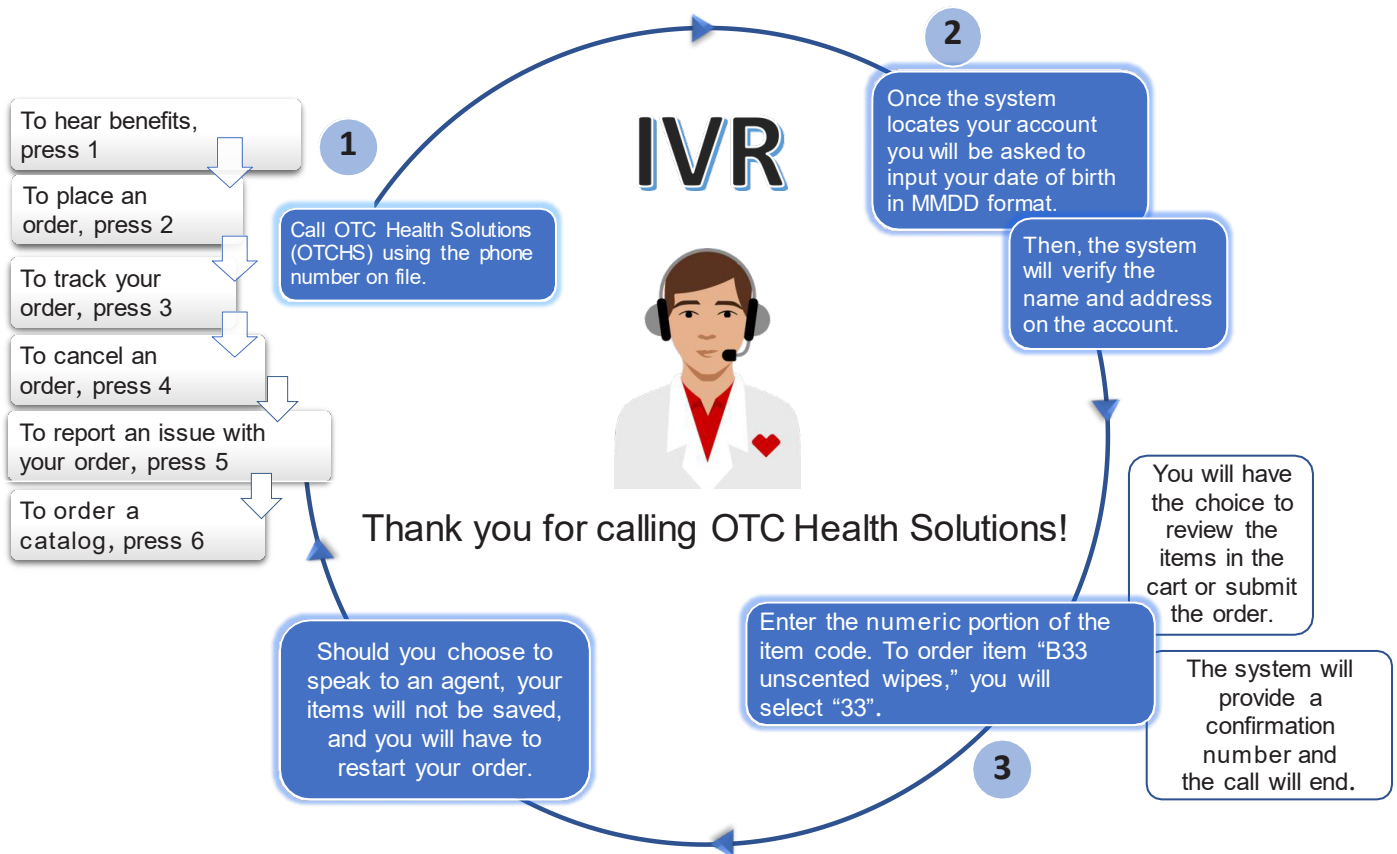 IVR
1
Call OTC Health Solutions
(OTCHS) using the phone
number on file.
To hear benefits,
press 1
To place an
order, press 2
To track your
order, press 3
To cancel an
order, press 4
To report an issue with
your order, press 5
To order a
catalog, press 6
2
Once the system
locates your account
you will be asked to
input your date of birth
in MMDD format.
Then, the system
will verify the
name and address
on the account.
Thank you for calling OTC Health Solutions!
3
Enter the numeric portion of the
item code. To order item “B33
unscented wipes,” you will
select “33”.
You will have
the choice to
review the
items in the
cart or submit
the order.
The system will
provide a
confirmation
number and
the call will end.
Should you choose to
speak to an agent, your
items will not be saved,
and you will have to
restart your order.